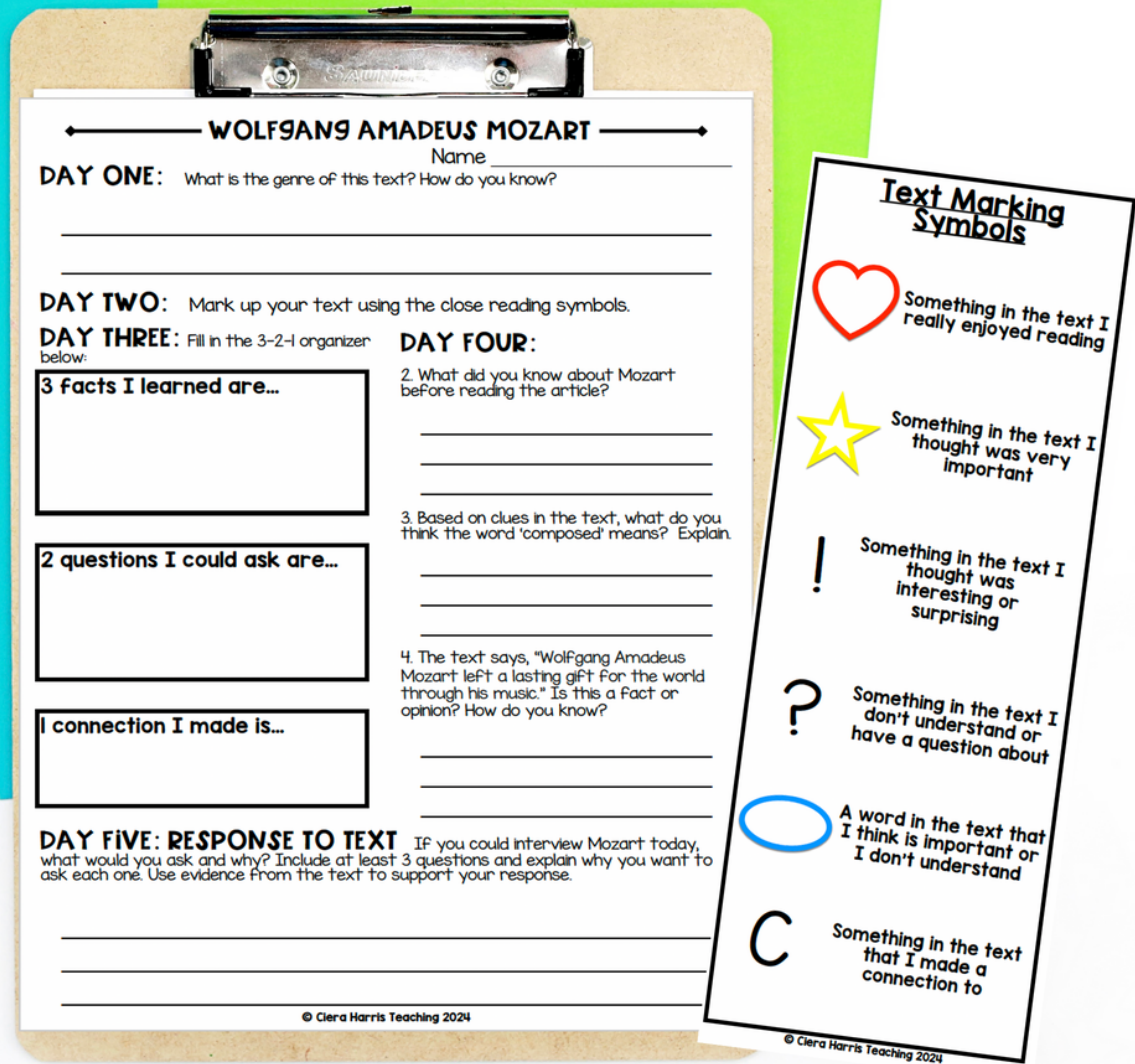 WOLFGANG AMADEUS MOZART
Name
DAY ONE: What is the genre of this text? How do you know?
DAY TWO: Mark up your text using the close reading symbols.
DAY THREE: Fill in the 3-2-1 organizer
below:
3 facts I learned are...
2 questions I could ask are...
1 connection I made is...
DAY FOUR:
2. What did you know about Mozart
before reading the article?
3. Based on clues in the text, what do you
think the word 'composed' means? Explain.
4. The text says, "Wolfgang Amadeus
Mozart left a lasting gift for the world
through his music." Is this a fact or
opinion? How do you know?
DAY FIVE: RESPONSE TO TEXT If you could interview Mozart today,
what would you ask and why? Include at least 3 questions and explain why you want to
ask each one. Use evidence from the text to support your response.
© Ciera Harris Teaching 2024
Text Marking
Symbols
Something in the text I
really enjoyed reading
Something in the text I
thought was very
important
!
Something in the text I
thought was
interesting or
surprising
?
Something in the text I
don't understand or
have a question about
A word in the text that
I think is important or
I don't understand
C
Something in the text
that I made a
connection to
© Ciera Harris Teaching 2024